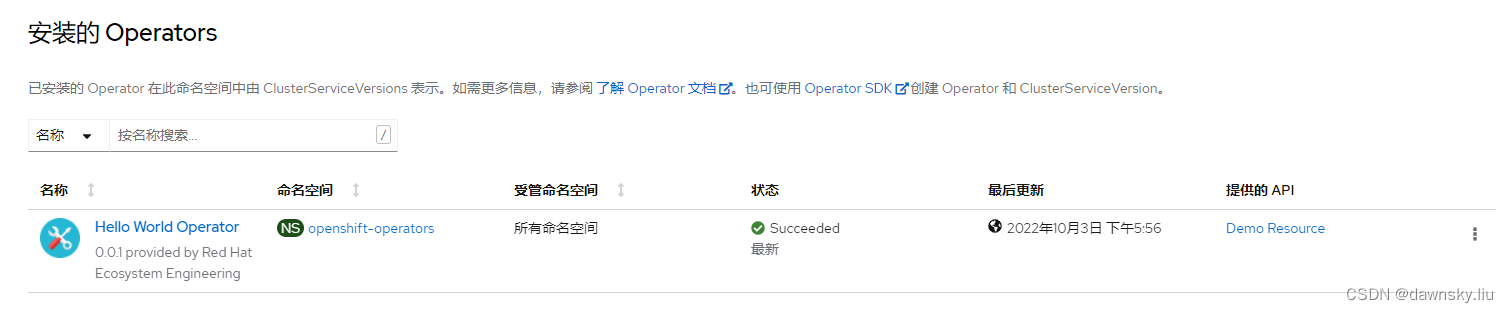 安装的 Operators
已安装的 Operator 在此命名空间中由 ClusterServiceVersions 表示。如需更多信息，请参阅 了解 Operator 文档。也可使用 Operator SDK 创建 Operator 和 ClusterServiceVersion。
名称 按名称搜索... /
名称 命名空间 受管命名空间 状态 最后更新 提供的 API
Hello World Operator NS openshift-operators 所有命名空间 Succeeded 2022年10月3日 下午5:56 Demo Resource
0.0.1 provided by Red Hat 最新
Ecosystem Engineering
CSDN @dawnsky.liu